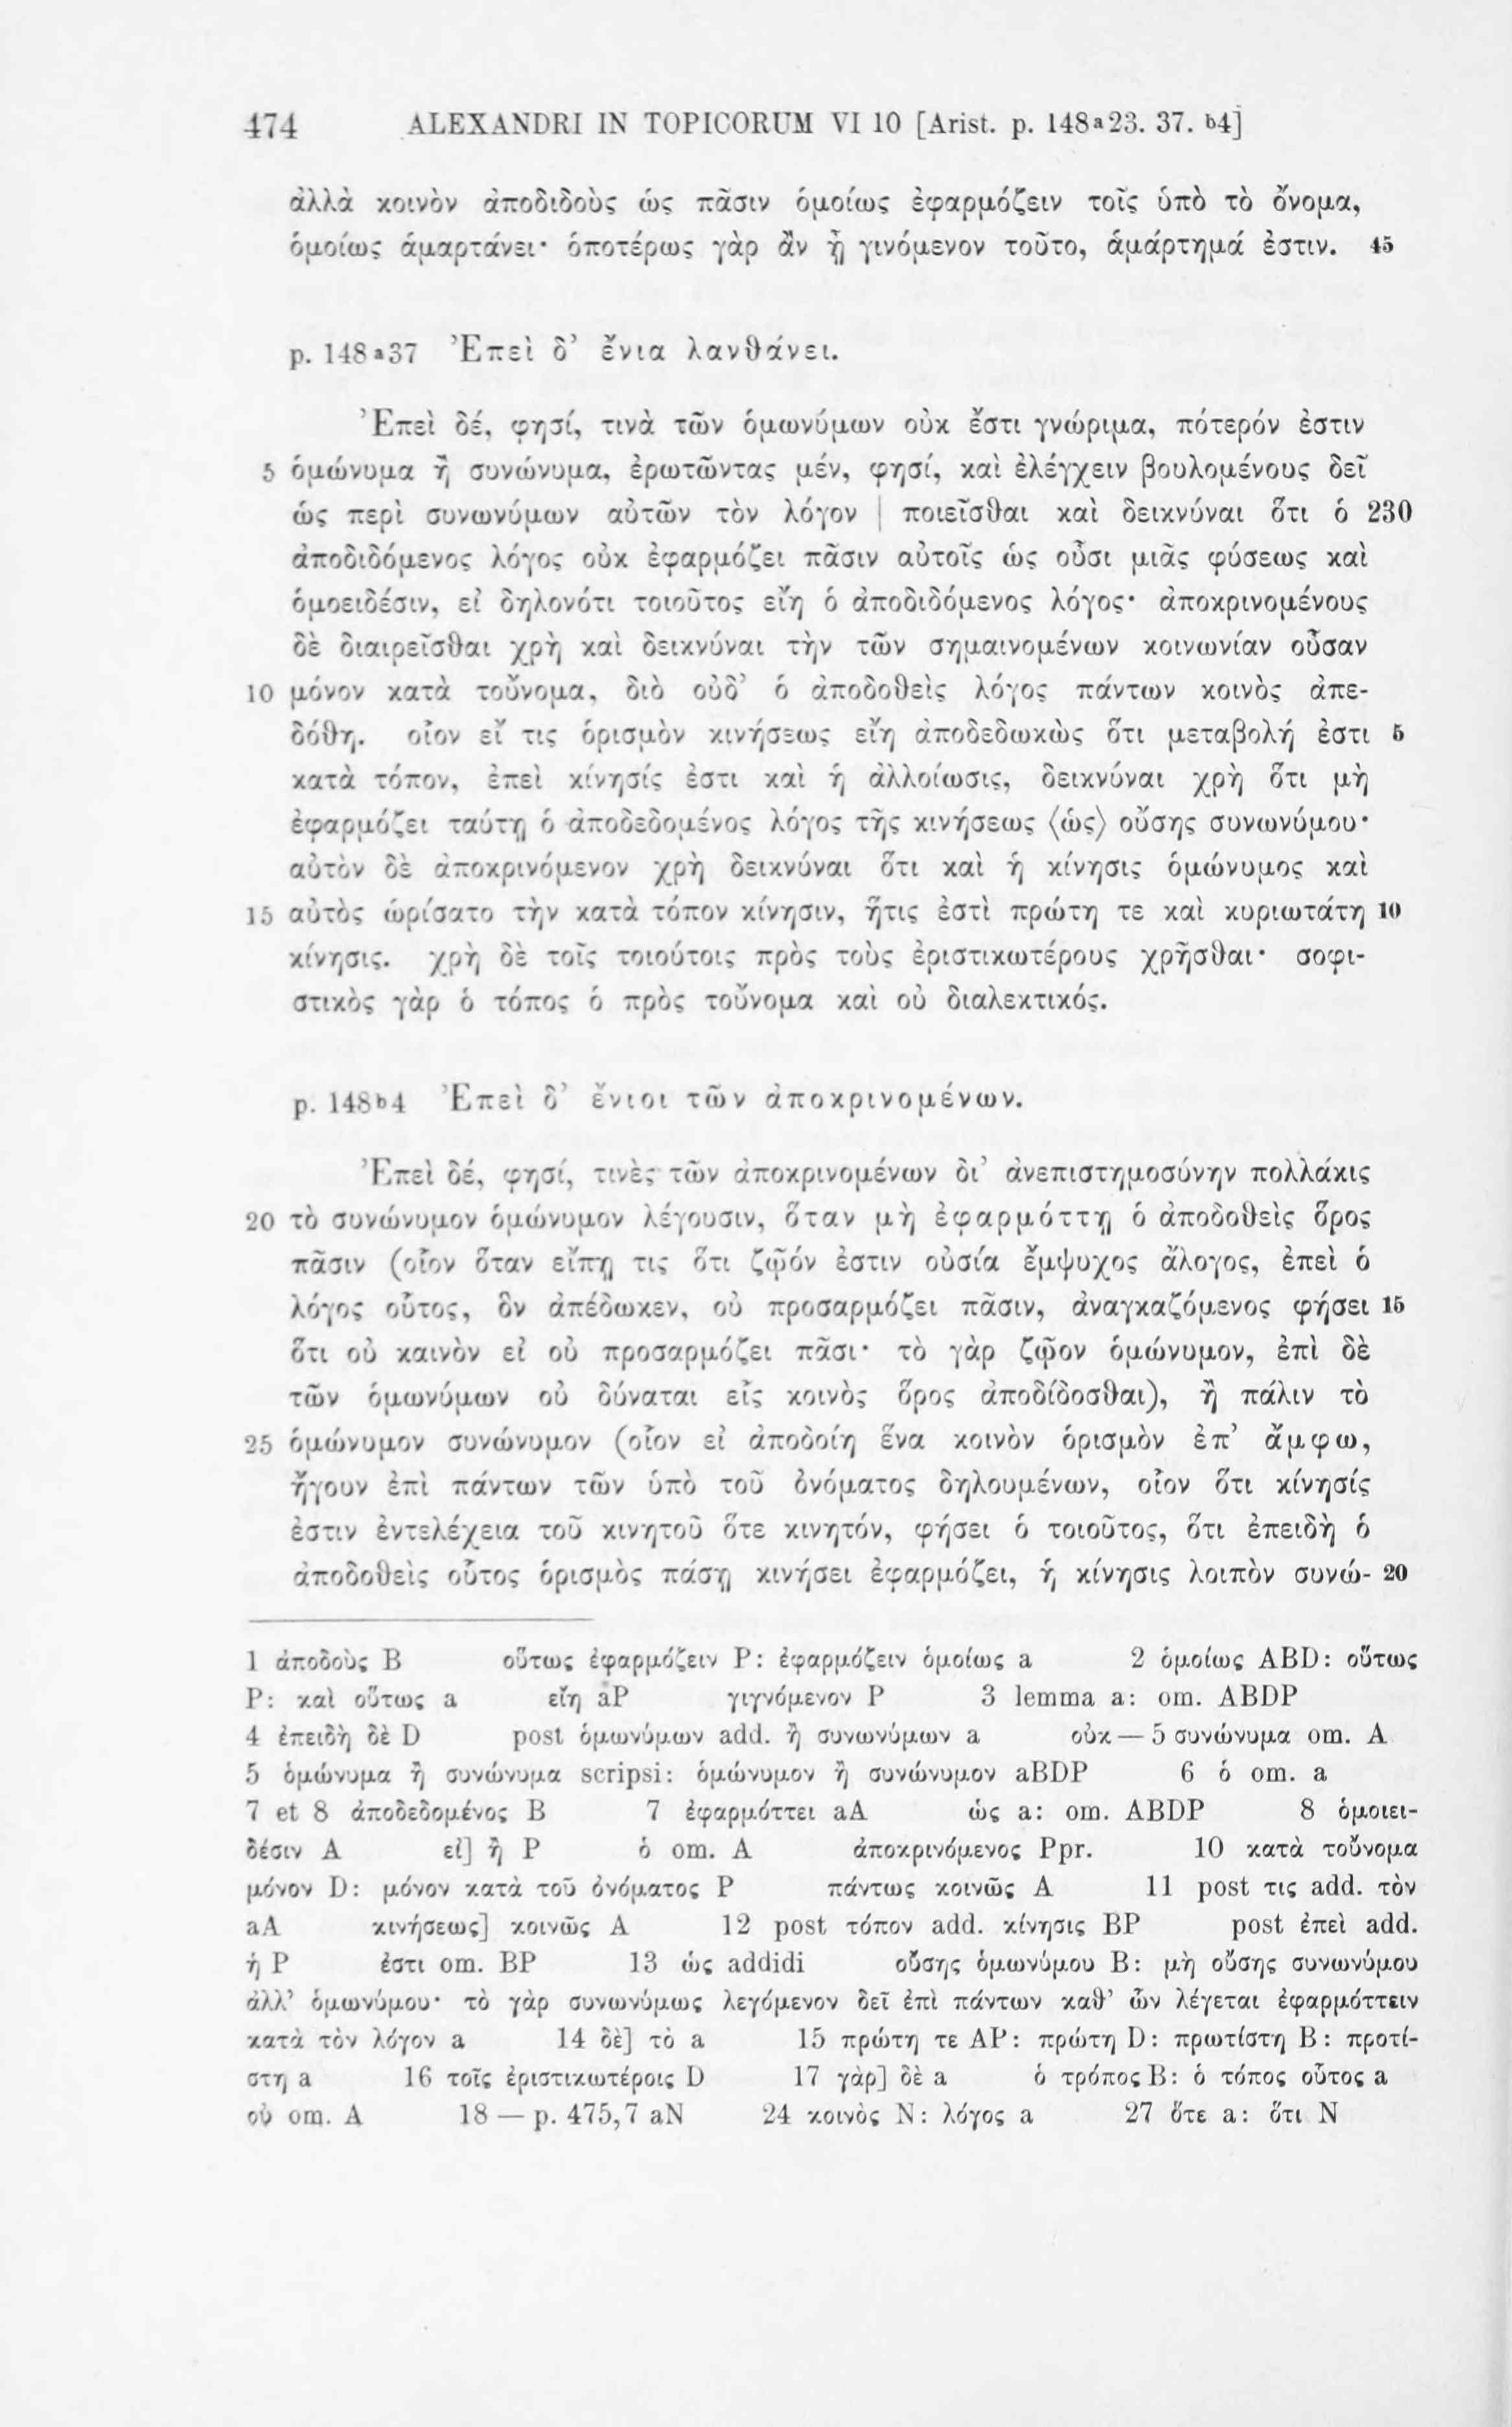 474 ALEXANDRI IN TOPICORUM VI 10 [Arist. p. 148a23. 37. b4]
ἀλλὰ κοινὸν ἀποδιδοὺς ὡς πᾶσιν ὁμοίως ἐφαρμόζειν τοῖς ὑπὸ τὸ ὄνομα,
ὁμοίως ἁμαρτάνει· ὁποτέρως γὰρ ἂν ᾖ γινόμενον τοῦτο, ἁμάρτημά ἐστιν. 45
p. 148a37 Ἐπεὶ δ’ ἔνια λανθάνει.
Ἐπεὶ δέ, φησί, τινὰ τῶν ὁμωνύμων οὐκ ἔστι γνώριμα, πότερόν ἐστιν
5 ὁμώνυμα ἢ συνώνυμα, ἐρωτῶντας μέν, φησί, καὶ ἐλέγχειν βουλομένους δεῖ
ὡς περὶ συνωνύμων αὐτῶν τὸν λόγον | ποιεῖσθαι καὶ δεικνύναι ὅτι ὁ 230
ἀποδιδόμενος λόγος οὐκ ἐφαρμόζει πᾶσιν αὐτοῖς ὡς οὖσι μιᾶς φύσεως καὶ
ὁμοειδέσιν, εἰ δηλονότι τοιοῦτος εἴη ὁ ἀποδιδόμενος λόγος· ἀποκρινομένους
δὲ διαιρεῖσθαι χρὴ καὶ δεικνύναι τὴν τῶν σημαινομένων κοινωνίαν οὖσαν
10 μόνον κατὰ τοὔνομα, διὸ οὐδ’ ὁ ἀποδοθεὶς λόγος πάντων κοινὸς ἀπε-
δόθη. οἷον εἴ τις ὁρισμὸν κινήσεως εἴη ἀποδεδωκὼς ὅτι μεταβολή ἐστι 5
κατὰ τόπον, ἐπεὶ κίνησίς ἐστι καὶ ἡ ἀλλοίωσις, δεικνύναι χρὴ ὅτι μὴ
ἐφαρμόζει ταύτῃ ὁ ἀποδεδομένος λόγος τῆς κινήσεως ⟨ὡς⟩ οὔσης συνωνύμου·
αὐτὸν δὲ ἀποκρινόμενον χρὴ δεικνύναι ὅτι καὶ ἡ κίνησις ὁμώνυμος καὶ
15 αὐτὸς ὡρίσατο τὴν κατὰ τόπον κίνησιν, ἥτις ἐστὶ πρώτη τε καὶ κυριωτάτη 10
κίνησις. χρὴ δὲ τοῖς τοιούτοις πρὸς τοὺς ἐριστικωτέρους χρῆσθαι· σοφι-
στικὸς γὰρ ὁ τόπος ὁ πρὸς τοὔνομα καὶ οὐ διαλεκτικός.
p. 148b4 Ἐπεὶ δ’ ἔνιοι τῶν ἀποκρινομένων.
Ἐπεὶ δέ, φησί, τινὲς τῶν ἀποκρινομένων δι’ ἀνεπιστημοσύνην πολλάκις
20 τὸ συνώνυμον ὁμώνυμον λέγουσιν, ὅταν μὴ ἐφαρμόττῃ ὁ ἀποδοθεὶς ὅρος
πᾶσιν (οἷον ὅταν εἴπῃ τις ὅτι ζῷόν ἐστιν οὐσία ἔμψυχος ἄλογος, ἐπεὶ ὁ
λόγος οὗτος, ὃν ἀπέδωκεν, οὐ προσαρμόζει πᾶσιν, ἀναγκαζόμενος φήσει 15
ὅτι οὐ καινὸν εἰ οὐ προσαρμόζει πᾶσι· τὸ γὰρ ζῷον ὁμώνυμον, ἐπὶ δὲ
τῶν ὁμωνύμων οὐ δύναται εἷς κοινὸς ὅρος ἀποδίδοσθαι), ἢ πάλιν τὸ
25 ὁμώνυμον συνώνυμον (οἷον εἰ ἀποδοίη ἕνα κοινὸν ὁρισμὸν ἐπ’ ἄμφω,
ἤγουν ἐπὶ πάντων τῶν ὑπὸ τοῦ ὀνόματος δηλουμένων, οἷον ὅτι κίνησίς
ἐστιν ἐντελέχεια τοῦ κινητοῦ ὅτε κινητόν, φήσει ὁ τοιοῦτος, ὅτι ἐπειδὴ ὁ
ἀποδοθεὶς οὗτος ὁρισμὸς πάσῃ κινήσει ἐφαρμόζει, ἡ κίνησις λοιπὸν συνώ- 20
1 ἀποδοὺς B οὕτως ἐφαρμόζειν P: ἐφαρμόζειν ὁμοίως a 2 ὁμοίως ABD: οὕτως
P: καὶ οὕτως a εἴη aP γιγνόμενον P 3 lemma a: om. ABDP
4 ἐπειδὴ δὲ D post ὁμωνύμων add. ἢ συνωνύμων a οὐκ — 5 συνώνυμα om. A
5 ὁμώνυμα ἢ συνώνυμα scripsi: ὁμώνυμον ἢ συνώνυμον aBDP 6 ὁ om. a
7 et 8 ἀποδεδομένος B 7 ἐφαρμόττει aA ὡς a: om. ABDP 8 ὁμοιει-
δέσιν A εἰ] ἢ P ὁ om. A ἀποκρινόμενος Ppr. 10 κατὰ τοὔνομα
μόνον D: μόνον κατὰ τοῦ ὀνόματος P πάντως κοινῶς A 11 post τις add. τὸν
aA κινήσεως] κοινῶς A 12 post τόπον add. κίνησις BP post ἐπεὶ add.
ἡ P ἐστι om. BP 13 ὡς addidi οὔσης ὁμωνύμου B: μὴ οὔσης συνωνύμου
ἀλλ’ ὁμωνύμου· τὸ γὰρ συνωνύμως λεγόμενον δεῖ ἐπὶ πάντων καθ’ ὧν λέγεται ἐφαρμόττειν
κατὰ τὸν λόγον a 14 δὲ] τὸ a 15 πρώτη τε AP: πρώτη D: πρωτίστη B: προτί-
στη a 16 τοῖς ἐριστικωτέροις D 17 γὰρ] δὲ a ὁ τρόπος B: ὁ τόπος οὗτος a
οὐ om. A 18 — p. 475,7 aN 24 κοινὸς N: λόγος a 27 ὅτε a: ὅτι N